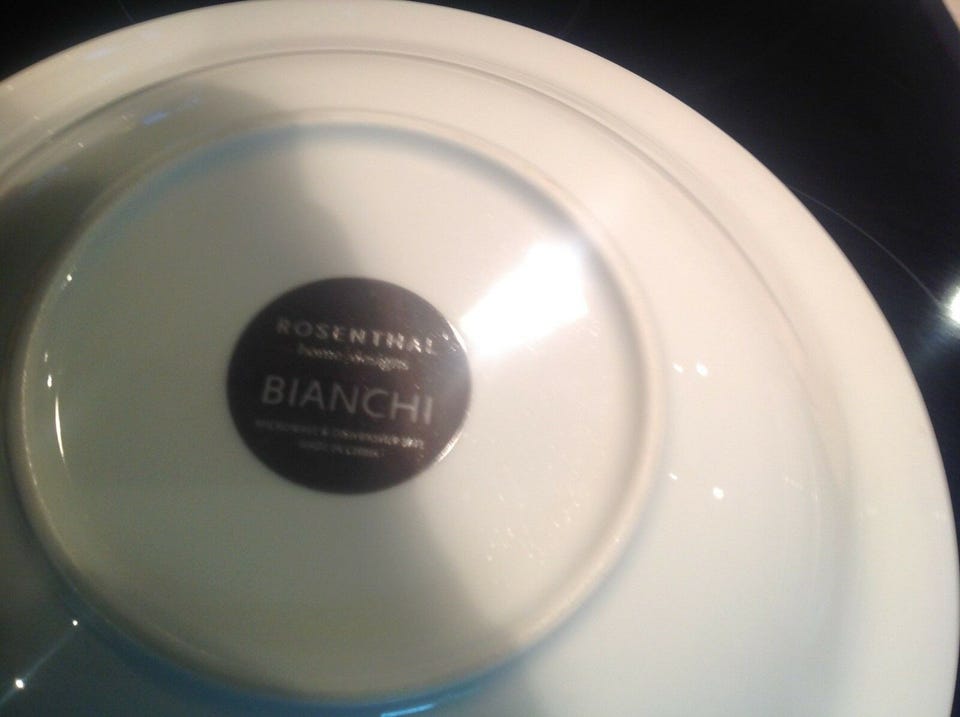 ROSENTHAL
home designs
BIANCHI
MICROWAVE & DISHWASHER SAFE
MADE IN CHINA